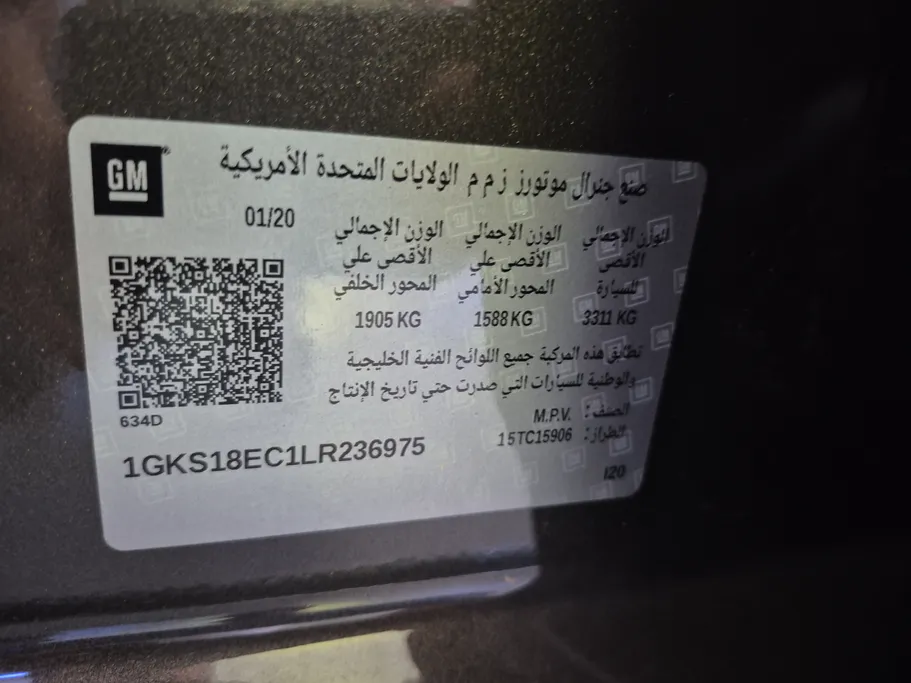 GM
صنع جنرال موتورز ز م م الولايات المتحدة الأمريكية
01/20
الوزن الإجمالي الوزن الإجمالي الوزن الإجمالي
الأقصى الأقصى علي الأقصى علي
للسيارة المحور الأمامي المحور الخلفي
3311 KG 1588 KG 1905 KG
تطابق هذه المركبة جميع اللوائح الفنية الخليجية
والوطنية للسيارات التي صدرت حتي تاريخ الإنتاج
634D
الصنف: M.P.V.
الطراز: 15TC15906
1GKS18EC1LR236975
I20